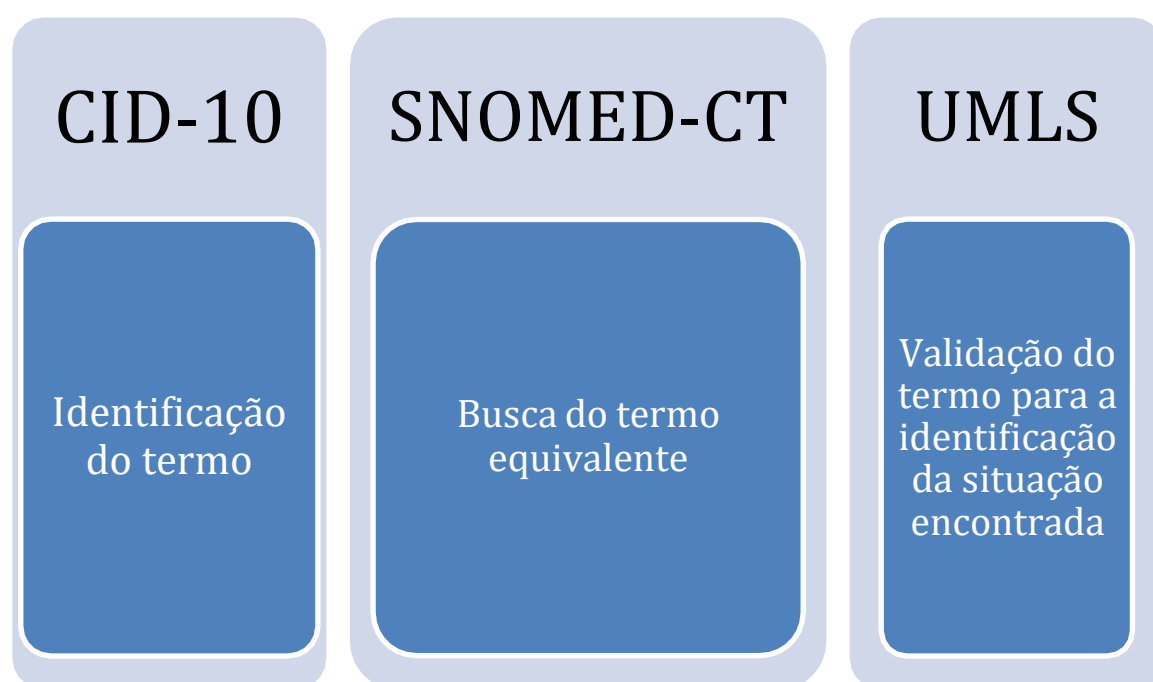 CID-10
Identificação
do termo
SNOMED-CT
Busca do termo
equivalente
UMLS
Validação do
termo para a
identificação
da situação
encontrada